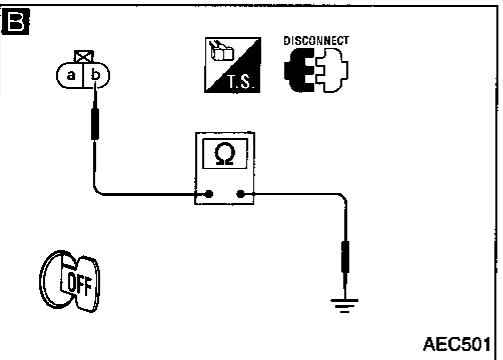 B
DISCONNECT
a b
T.S.
Ω
OFF
AEC501